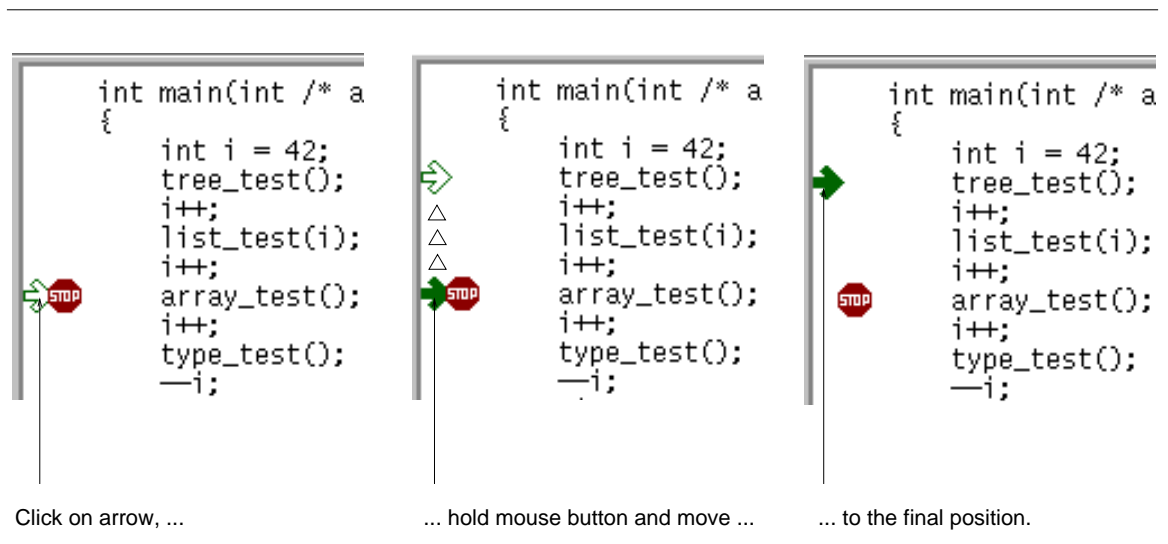 int main(int /* a
{
int i = 42;
tree_test();
i++;
list_test(i);
i++;
STOP array_test();
i++;
type_test();
--i;
Click on arrow, ...
int main(int /* a
{
int i = 42;
tree_test();
i++;
list_test(i);
i++;
STOP array_test();
i++;
type_test();
--i;
... hold mouse button and move ...
int main(int /* a
{
int i = 42;
tree_test();
i++;
list_test(i);
i++;
STOP array_test();
i++;
type_test();
--i;
... to the final position.